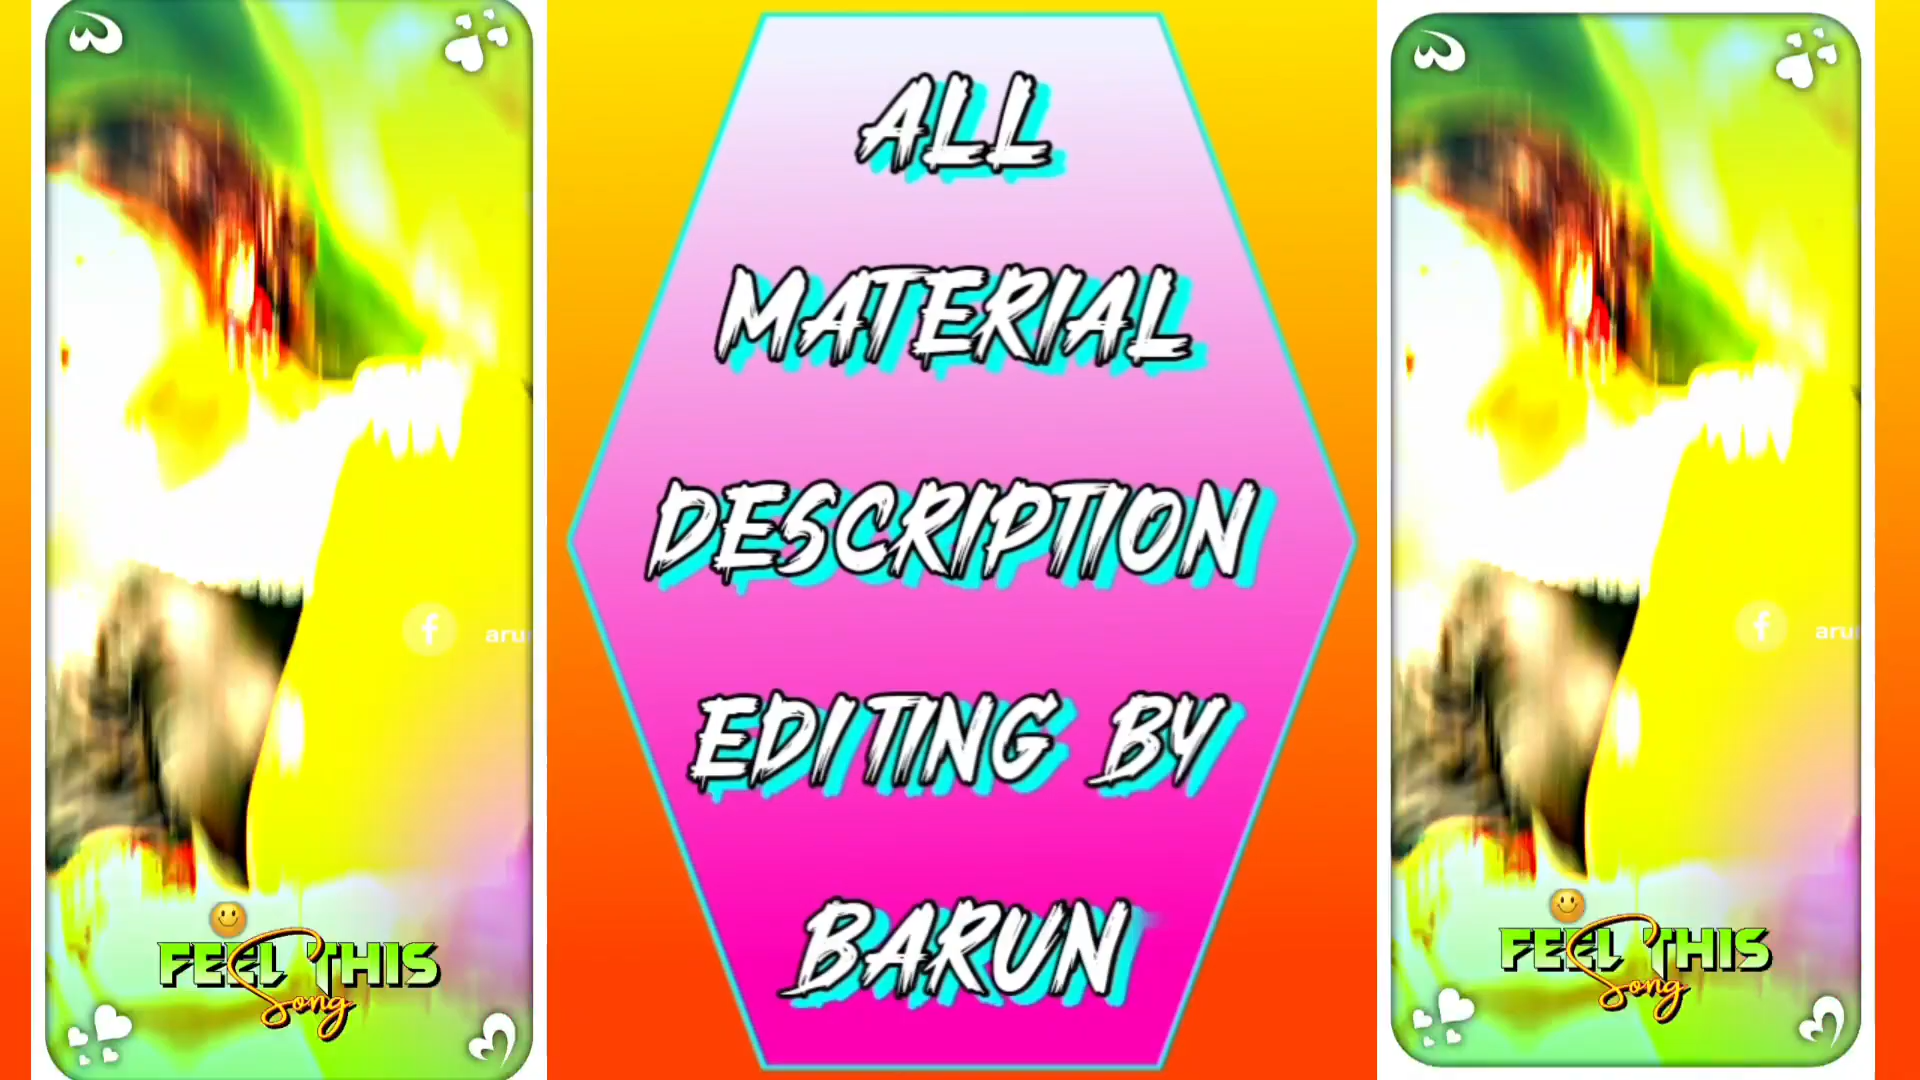 ALL
MATERIAL
DESCRIPTION
EDITING BY
BARUN
f
FEEL THIS
Song
f
FEEL THIS
Song